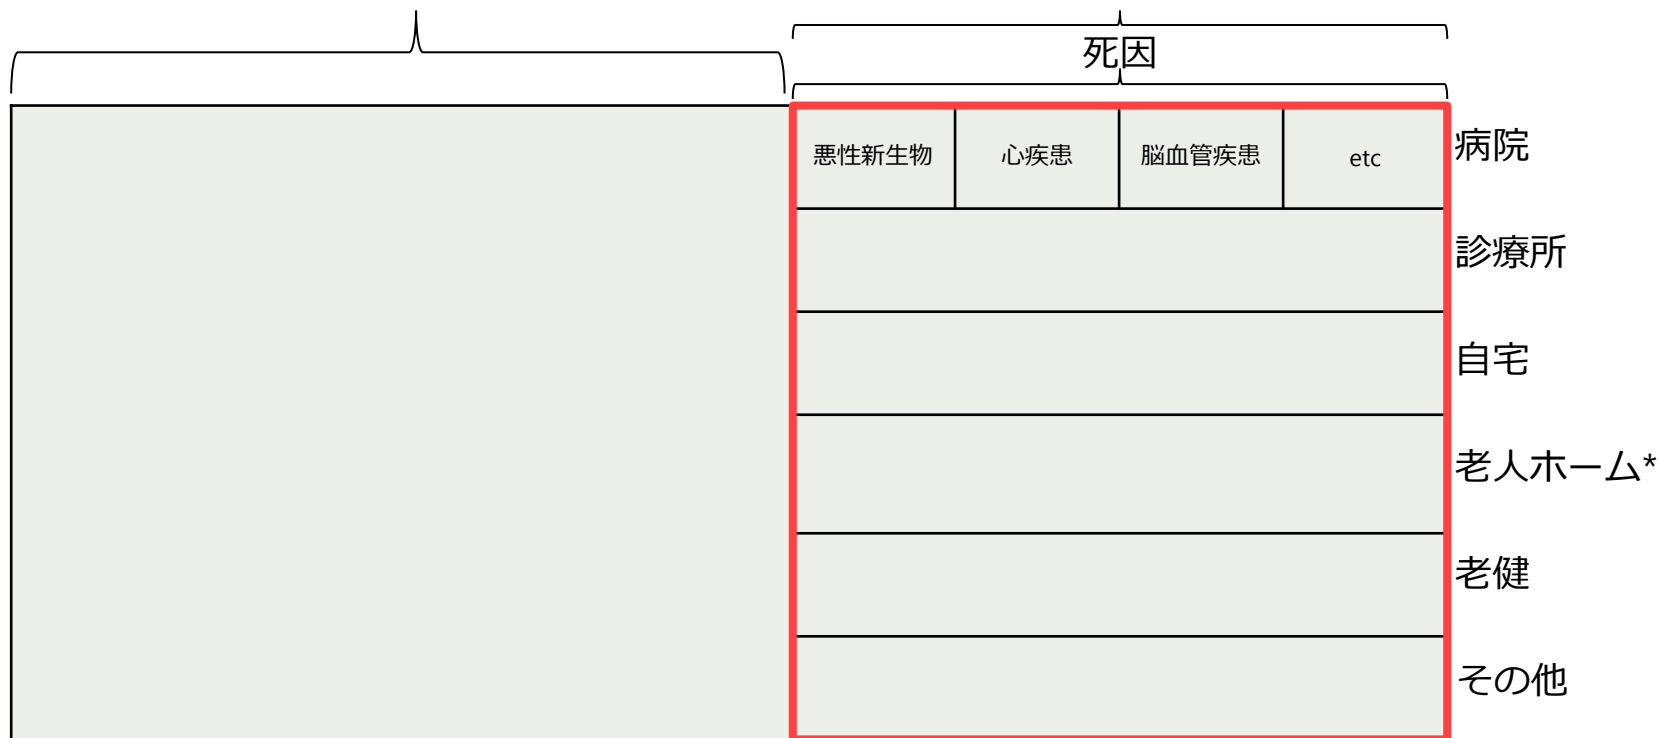 死因
悪性新生物 心疾患 脳血管疾患 etc 病院
診療所
自宅
老人ホーム*
老健
その他